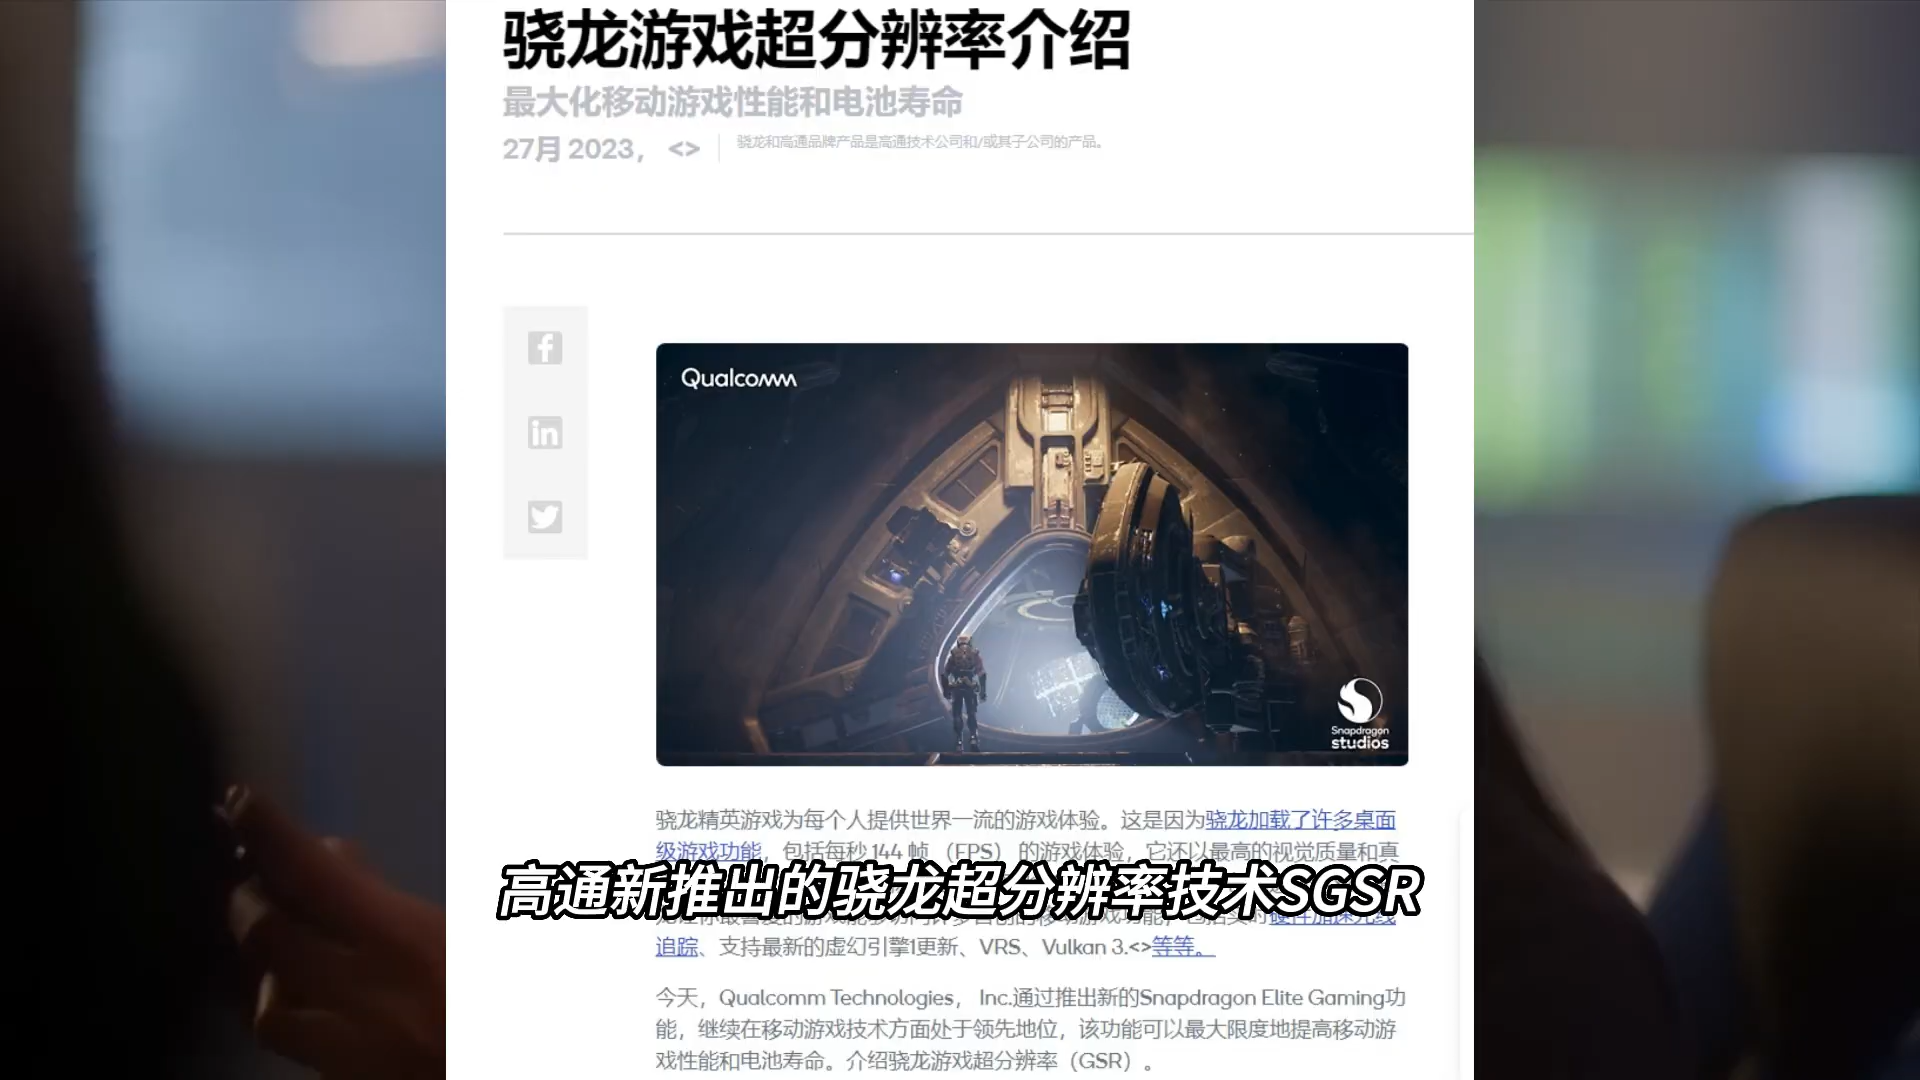 骁龙游戏超分辨率介绍
最大化移动游戏性能和电池寿命
27月 2023， <>
骁龙和高通品牌产品是高通技术公司和/或其子公司的产品。
Qualcomm
Snapdragon
studios
骁龙精英游戏为每个人提供世界一流的游戏体验。这是因为骁龙加载了许多桌面
级游戏功能，包括每秒 144 帧 （FPS） 的游戏体验，它还以最高的视觉质量和真
高通新推出的骁龙超分辨率技术SGSR
追踪、支持最新的虚幻引擎1更新、VRS、Vulkan 3.<>等等。
今天，Qualcomm Technologies， Inc.通过推出新的Snapdragon Elite Gaming功
能，继续在移动游戏技术方面处于领先地位，该功能可以最大限度地提高移动游
戏性能和电池寿命。介绍骁龙游戏超分辨率（GSR）。